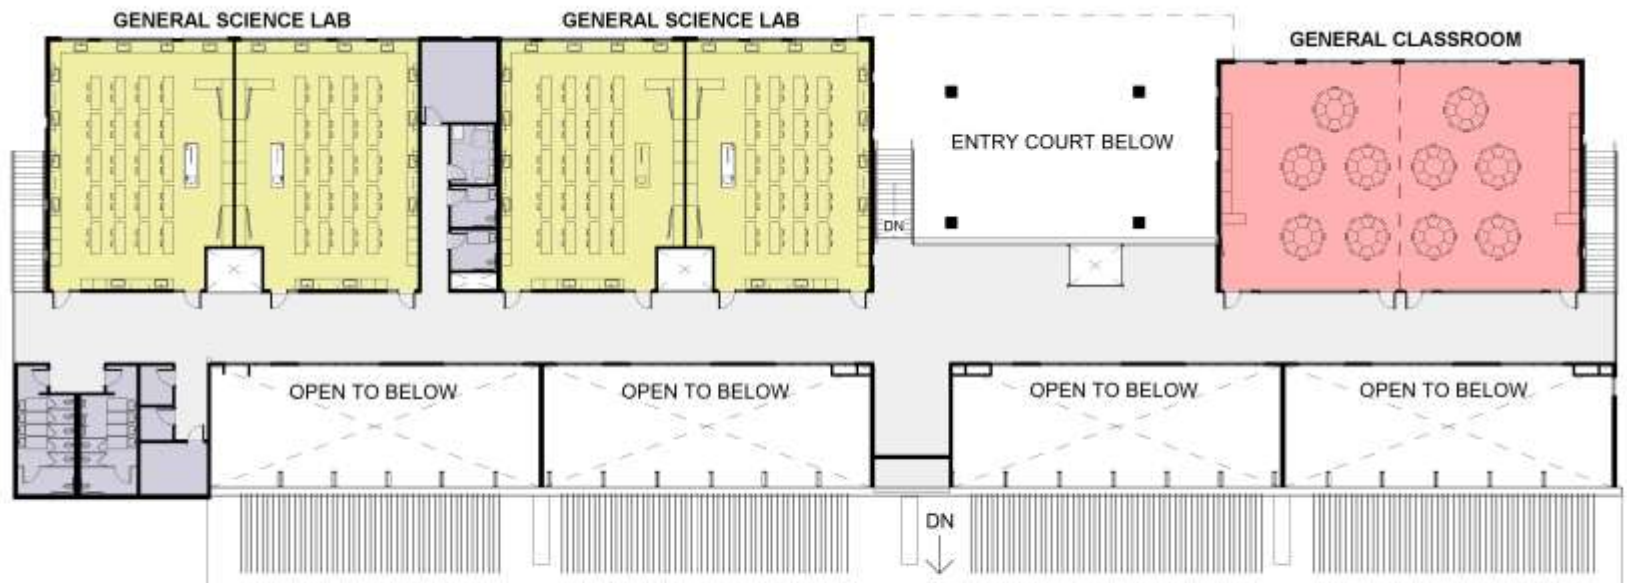 GENERAL SCIENCE LAB
GENERAL SCIENCE LAB
GENERAL CLASSROOM
ENTRY COURT BELOW
DN
OPEN TO BELOW
OPEN TO BELOW
OPEN TO BELOW
OPEN TO BELOW
DN